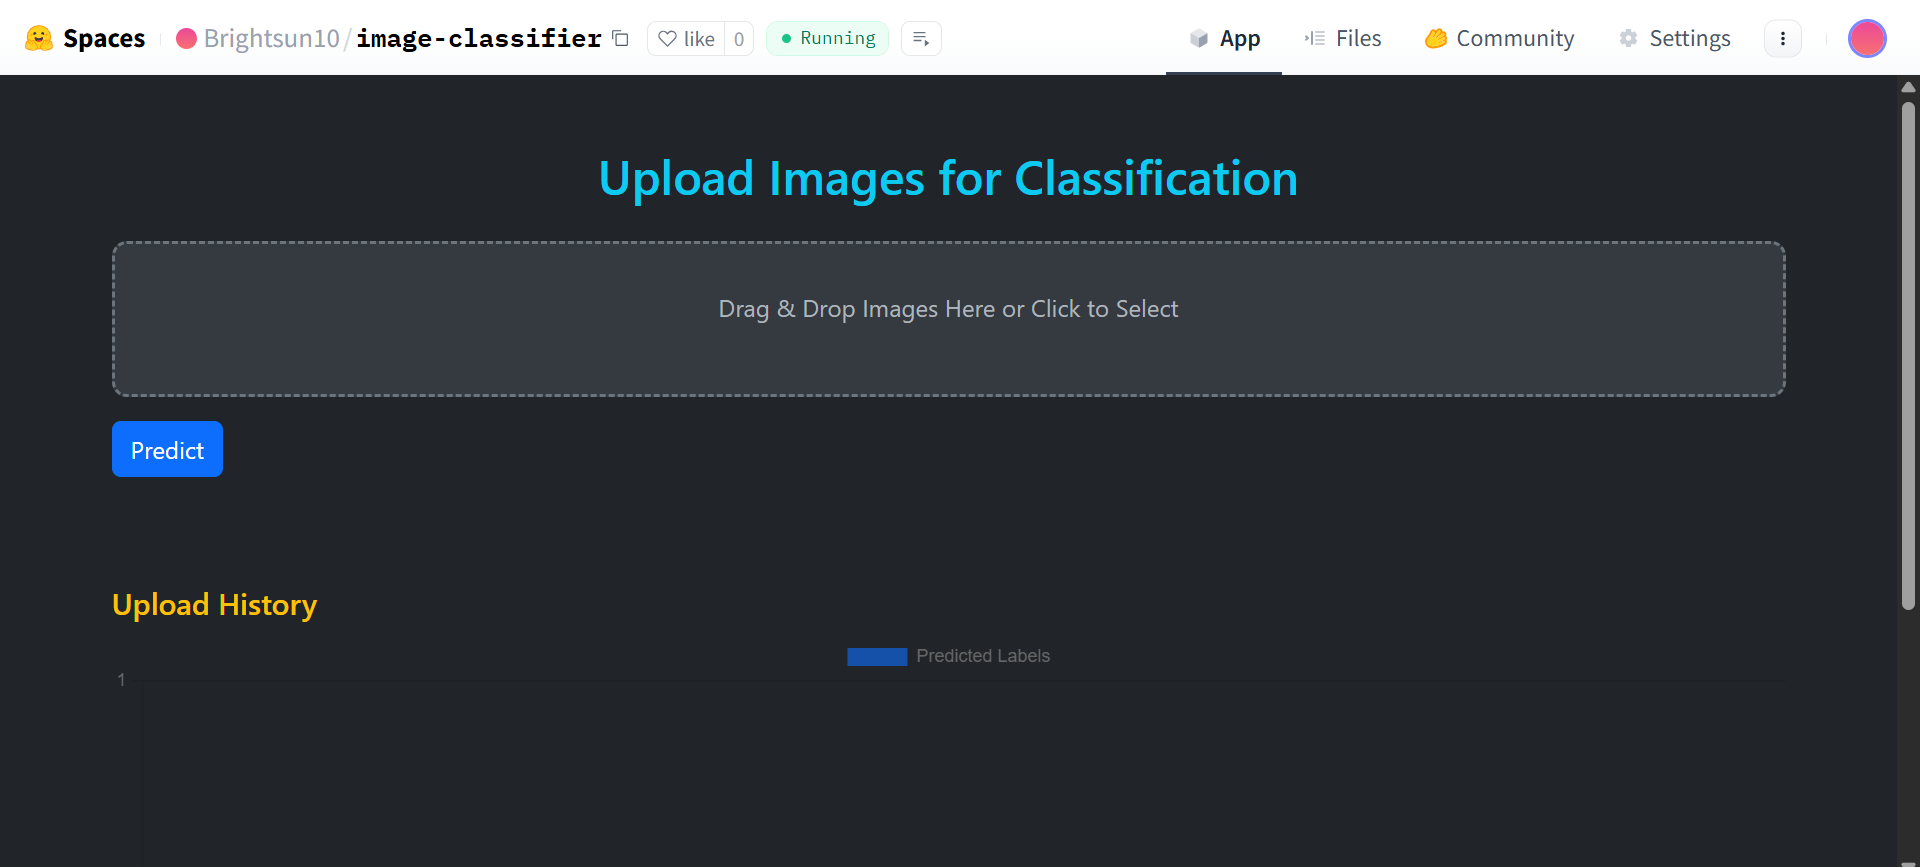 Spaces Brightsun10/image-classifier like 0 Running App Files Community Settings
Upload Images for Classification
Drag & Drop Images Here or Click to Select
Predict
Upload History
Predicted Labels
1